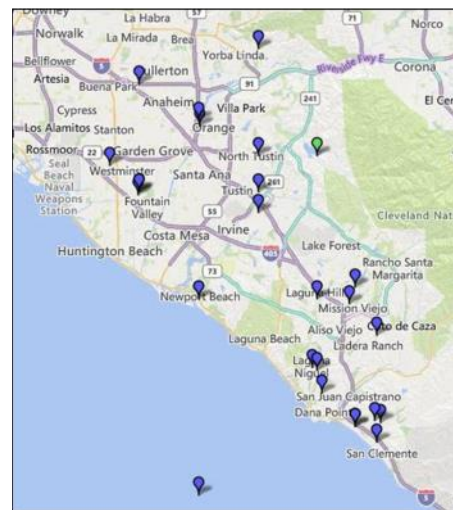 Downey
La Habra
57
71
Norco
Norwalk
La Mirada
Brea
Yorba Linda
Bellflower
5
Fullerton
Riverside Fwy E
Corona
Artesia
Buena Park
91
Anaheim
Villa Park
241
El Cer
Cypress
Orange
Los Alamitos
Stanton
Rossmoor
22
Garden Grove
North Tustin
Seal
Beach
Naval
Weapons
Station
Westminster
Santa Ana
Tustin
261
Fountain
Valley
55
Cleveland Nat
Costa Mesa
Irvine
Huntington Beach
405
Lake Forest
73
Rancho Santa
Margarita
Newport Beach
Laguna Hills
Mission Viejo
Aliso Viejo
Coto de Caza
Laguna Beach
Ladera Ranch
Laguna
Niguel
San Juan Capistrano
Dana Point
San Clemente
5